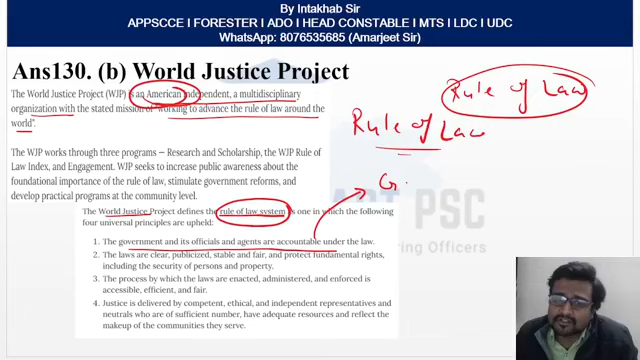 By Intakhab Sir
APPSCCE I FORESTER I ADO I HEAD CONSTABLE I MTS I LDC I UDC
WhatsApp: 8076535685 (Amarjeet Sir)
Ans130. (b) World Justice Project
The World Justice Project (WJP) is an American independent, a multidisciplinary
organization with the stated mission of "working to advance the rule of law around the
world".
Rule of Law
Rule of Law
G
The WJP works through three programs — Research and Scholarship, the WJP Rule of
Law Index, and Engagement. WJP seeks to increase public awareness about the
foundational importance of the rule of law, stimulate government reforms, and
develop practical programs at the community level.
The World Justice Project defines the rule of law system as one in which the following
four universal principles are upheld:
1. The government and its officials and agents are accountable under the law.
2. The laws are clear, publicized, stable and fair, and protect fundamental rights,
including the security of persons and property.
3. The process by which the laws are enacted, administered, and enforced is
accessible, efficient, and fair.
4. Justice is delivered by competent, ethical, and independent representatives and
neutrals who are of sufficient number, have adequate resources and reflect the
makeup of the communities they serve.
PSC
ring Officers